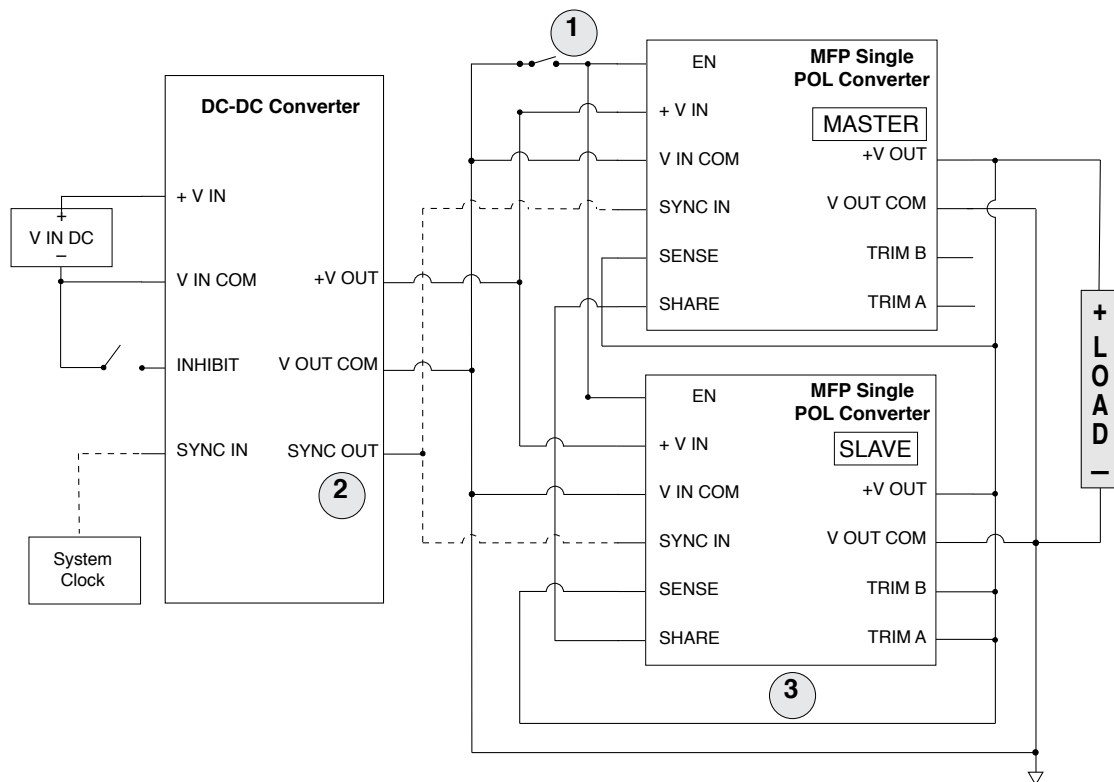 1
DC-DC Converter
+ V IN
V IN COM
INHIBIT
SYNC IN
+V OUT
V OUT COM
SYNC OUT
2
+
V IN DC
–
System
Clock
MFP Single
POL Converter
MASTER
EN
+ V IN
V IN COM
SYNC IN
SENSE
SHARE
+V OUT
V OUT COM
TRIM B
TRIM A
MFP Single
POL Converter
SLAVE
EN
+ V IN
V IN COM
SYNC IN
SENSE
SHARE
+V OUT
V OUT COM
TRIM B
TRIM A
3
+ LOAD –